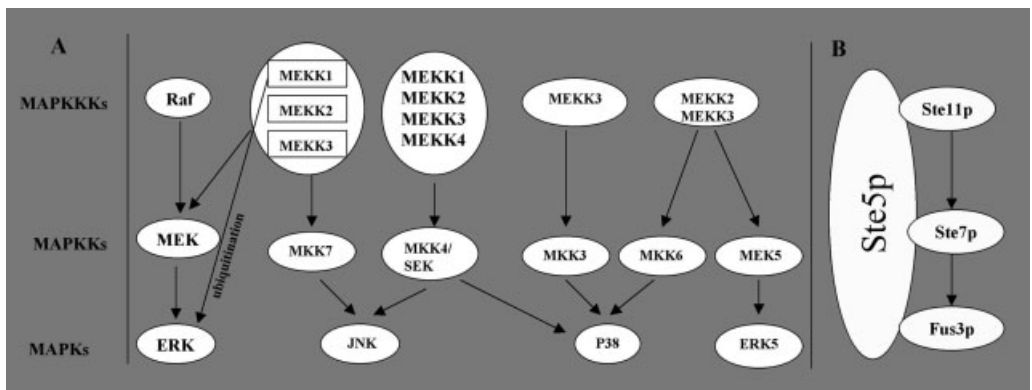 A
B
MAPKKKs
Raf
MEKK1
MEKK2
MEKK3
MEKK1
MEKK2
MEKK3
MEKK4
MEKK3
MEKK2
MEKK3
Ste11p
Ste5p
MAPKKs
MEK
ubiquitination
MKK7
MKK4/
SEK
MKK3
MKK6
MEK5
Ste7p
MAPKs
ERK
JNK
P38
ERK5
Fus3p